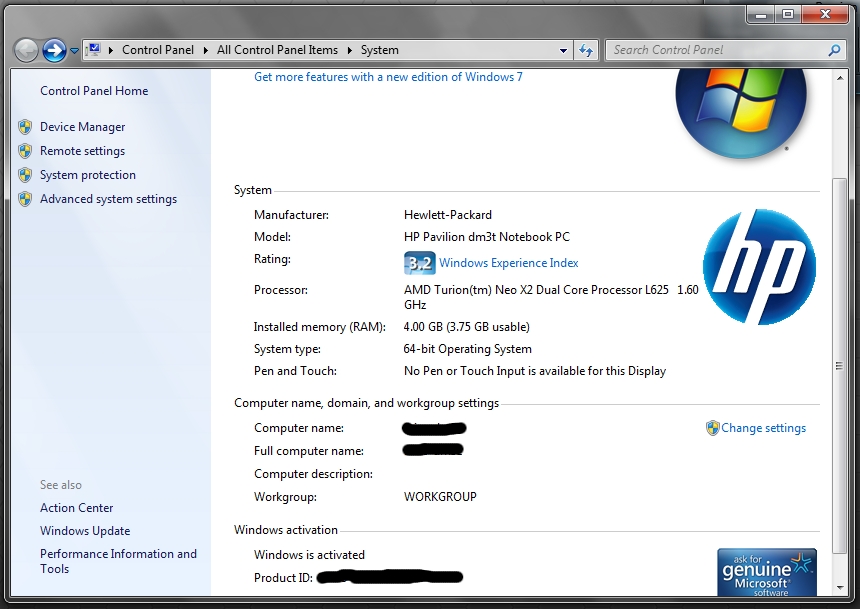 Control Panel
All Control Panel Items
System
Search Control Panel
Control Panel Home
Device Manager
Remote settings
System protection
Advanced system settings
See also
Action Center
Windows Update
Performance Information and
Tools
Get more features with a new edition of Windows 7
System
Manufacturer: Hewlett-Packard
Model: HP Pavilion dm3t Notebook PC
Rating: 3.2 Windows Experience Index
Processor: AMD Turion(tm) Neo X2 Dual Core Processor L625 1.60
GHz
Installed memory (RAM): 4.00 GB (3.75 GB usable)
System type: 64-bit Operating System
Pen and Touch: No Pen or Touch Input is available for this Display
hp
Computer name, domain, and workgroup settings
Computer name:
Change settings
Full computer name:
Computer description:
Workgroup: WORKGROUP
Windows activation
Windows is activated
Product ID:
ask for
genuine
Microsoft
software